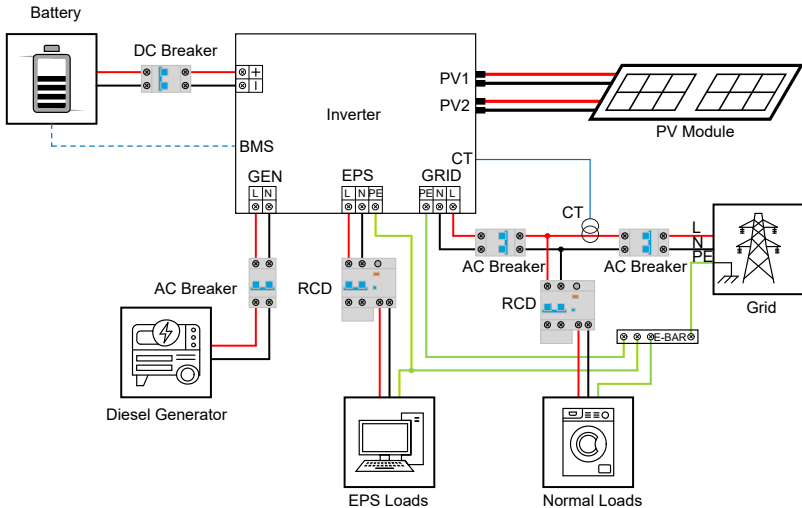 Battery
DC Breaker
+
−
Inverter
PV1
PV2
PV Module
BMS
CT
GEN
EPS
GRID
L N
L N PE
PE N L
CT
L
N
PE
AC Breaker
AC Breaker
Grid
AC Breaker
RCD
RCD
E-BAR
Diesel Generator
EPS Loads
Normal Loads